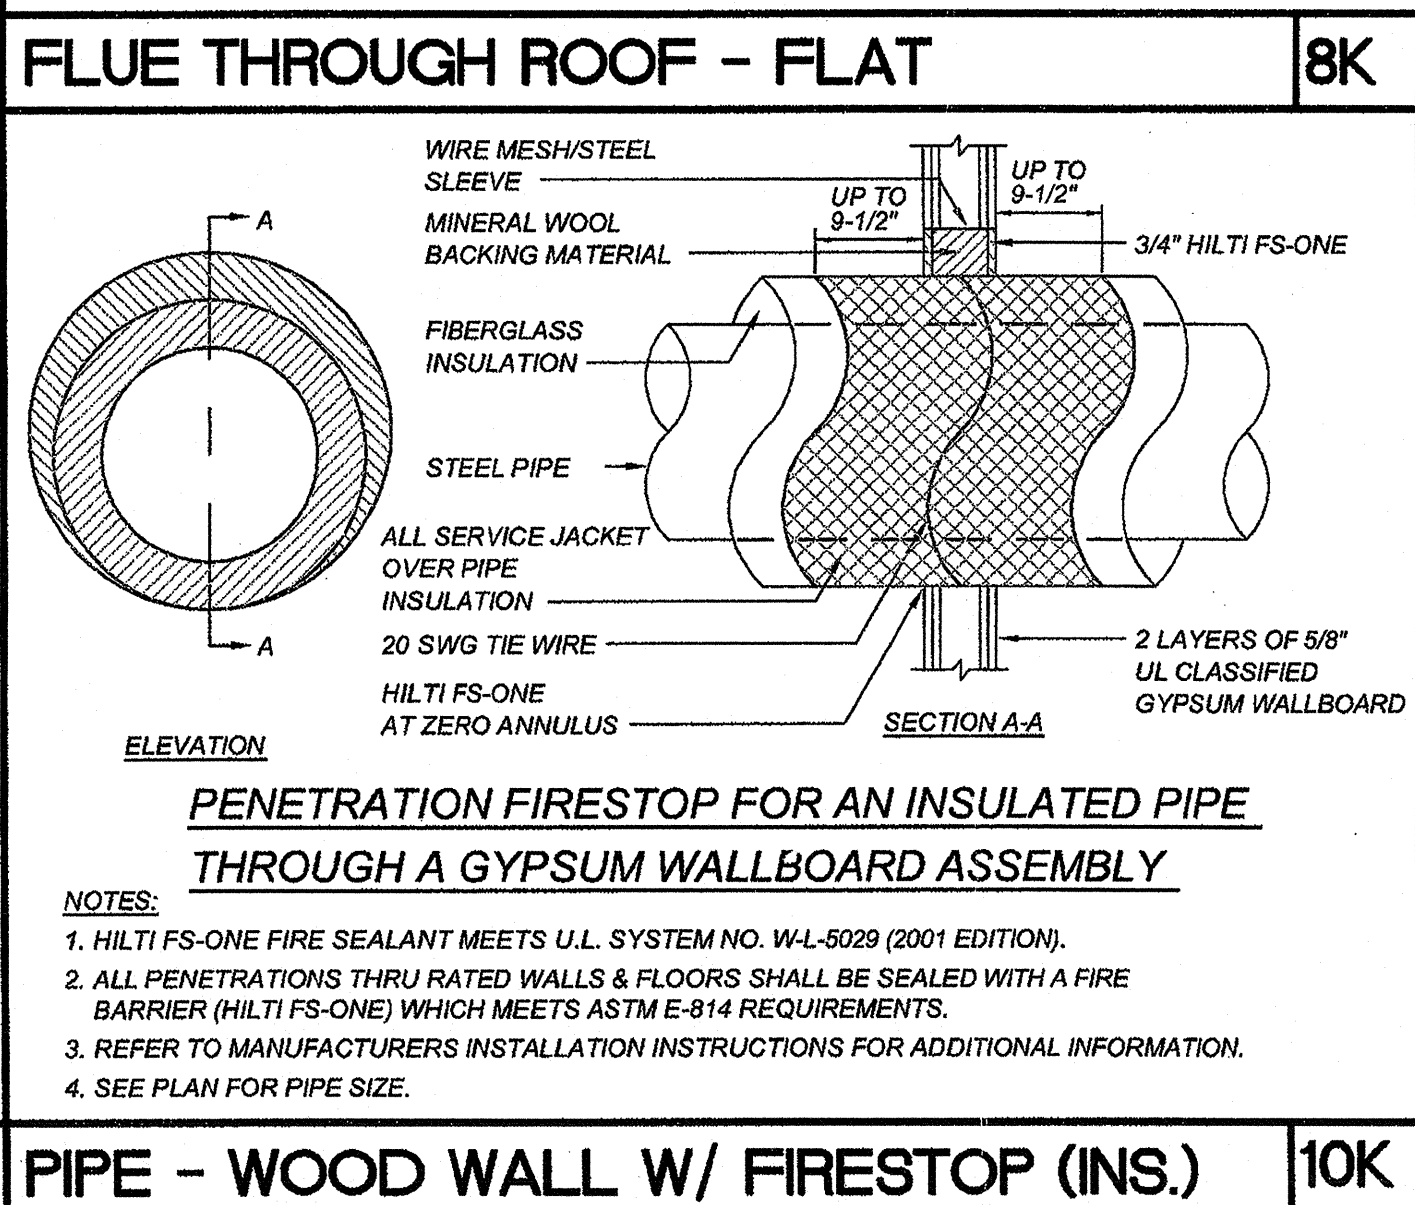 FLUE THROUGH ROOF - FLAT
8K
WIRE MESH/STEEL
SLEEVE
MINERAL WOOL
BACKING MATERIAL
FIBERGLASS
INSULATION
STEEL PIPE
ALL SERVICE JACKET
OVER PIPE
INSULATION
20 SWG TIE WIRE
HILTI FS-ONE
AT ZERO ANNULUS
UP TO
9-1/2"
UP TO
9-1/2"
3/4" HILTI FS-ONE
2 LAYERS OF 5/8"
UL CLASSIFIED
GYPSUM WALLBOARD
A
A
ELEVATION
SECTION A-A
PENETRATION FIRESTOP FOR AN INSULATED PIPE
THROUGH A GYPSUM WALLBOARD ASSEMBLY
NOTES:
1. HILTI FS-ONE FIRE SEALANT MEETS U.L. SYSTEM NO. W-L-5029 (2001 EDITION).
2. ALL PENETRATIONS THRU RATED WALLS & FLOORS SHALL BE SEALED WITH A FIRE
BARRIER (HILTI FS-ONE) WHICH MEETS ASTM E-814 REQUIREMENTS.
3. REFER TO MANUFACTURERS INSTALLATION INSTRUCTIONS FOR ADDITIONAL INFORMATION.
4. SEE PLAN FOR PIPE SIZE.
PIPE - WOOD WALL W/ FIRESTOP (INS.)
10K